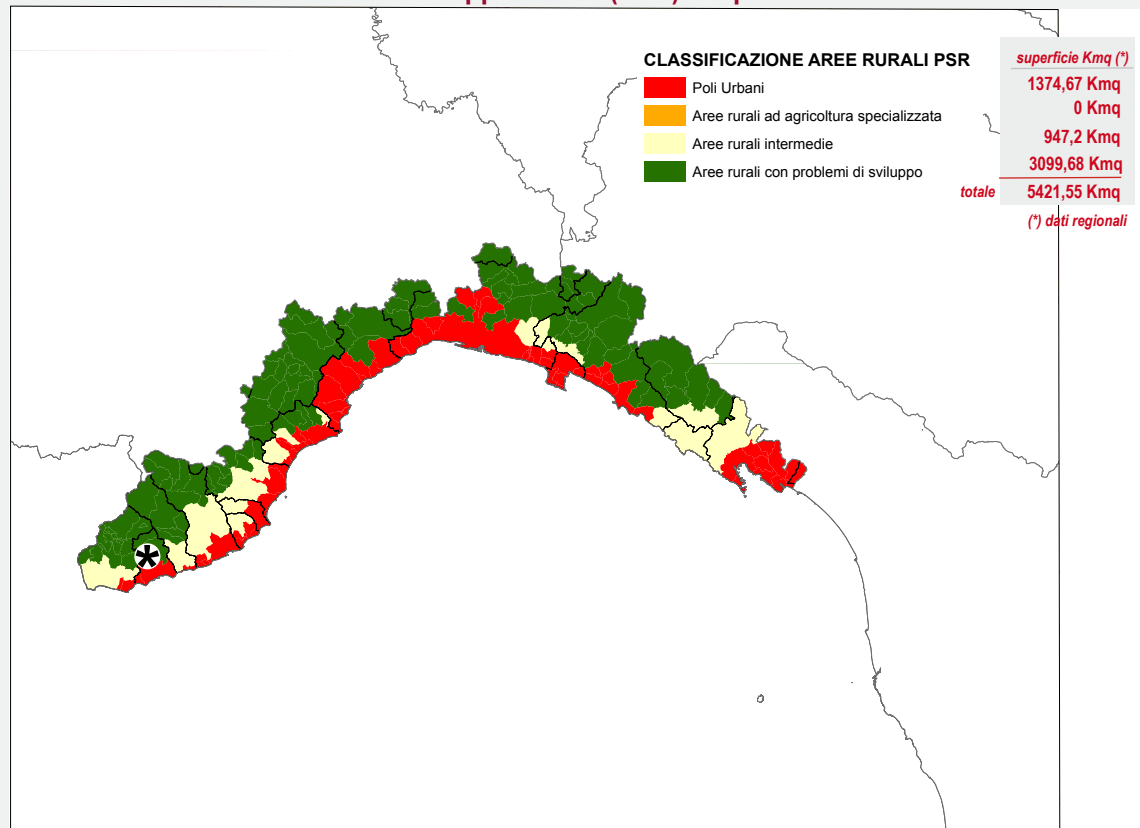 CLASSIFICAZIONE AREE RURALI PSR
superficie Kmq (*)
Poli Urbani
1374,67 Kmq
Aree rurali ad agricoltura specializzata
0 Kmq
Aree rurali intermedie
947,2 Kmq
Aree rurali con problemi di sviluppo
3099,68 Kmq
totale 5421,55 Kmq
(*) dati regionali
*